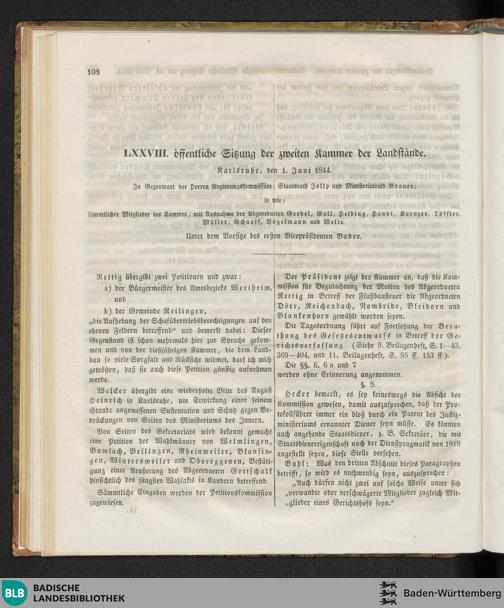 108
LXXVIII. öffentliche Sitzung der zweiten Kammer der Landstände.
Karlsruhe, den 1. Juni 1844.
In Gegenwart der Herren Regierungskommissäre: Staatsrath Jolly und Ministerialrath Brauer;
so wie:
sämmtlicher Mitglieder der Kammer, mit Ausnahme der Abgeordneten Gerbel, Goll, Helbing, Hundt, Kuenzer, Löffler,
Müller, Schaaff, Vogelmann und Welte.
Unter dem Vorsitze des ersten Vicepräsidenten Bader.
Rettig übergibt zwei Petitionen und zwar:
a) der Bürgermeister des Amtsbezirks Wertheim,
und
b) der Gemeinde Reilingen,
„die Aufhebung der Schafübertriebsberechtigungen auf den
ebenen Feldern betreffend“ und bemerkt dabei: Dieser
Gegenstand ist schon mehrmals hier zur Sprache gekom-
men und von der dießjährigen Kammer, die dem Land-
bau so viele Sorgfalt und Rücksicht widmet, darf ich mich
getrösten, daß sie auch diese Petition günstig aufnehmen
werde.
Welcker übergibt eine wiederholte Bitte des August
Heinrich in Karlsruhe, um Erwirkung einer seinem
Stande angemessenen Sustentation und Schutz gegen Be-
drückungen von Seiten des Ministeriums des Innern.
Von Seiten des Sekretariats wird bekannt gemacht
eine Petition der Wahlmänner von Welmlingen,
Bamlach, Bellingen, Rheinweiler, Blansin-
gen, Wintersweiler und Obereggenen, Bestäti-
gung einer Aeußerung des Abgeordneten Gottschalk
hinsichtlich des jüngsten Wahlakts in Kandern betreffend.
Sämmtliche Eingaben werden der Petitionskommission
zugewiesen.
Der Präsident zeigt der Kammer an, daß die Kom-
mission für Begutachtung der Motion des Abgeordneten
Rettig in Betreff der Flußbausteuer die Abgeordneten
Dörr, Reichenbach, Nombride, Bleidorn und
Blankenhorn gewählt worden seyen.
Die Tagesordnung führt auf Fortsetzung der Bera-
thung des Gesetzesentwurfs in Betreff der Ge-
richtsverfassung. (Siehe 9. Beilagenheft, S. 1—43.
369—404, und 11. Beilagenheft, S. 95 ff. 153 ff.).
Die §§. 6, 6 a und 7
werden ohne Erinnerung angenommen.
§. 8.
Hecker bemerkt, es sey keineswegs die Absicht der
Kommission gewesen, damit auszusprechen, daß der Pro-
tokollführer immer ein bloß durch ein Patent des Justiz-
ministeriums ernannter Diener seyn müsse. Es könnten
auch angehende Staatsdiener, z. B. Sekretäre, die mit
Staatsdienereigenschaft nach der Dienstpragmatik von 1819
angestellt seyen, diese Stelle versehen.
Buhl: Was den dritten Abschnitt dieses Paragraphen
betrifft, so wird es nothwendig seyn, auszusprechen:
„Auch dürfen nicht zwei auf solche Weise unter sich
„verwandte oder verschwägerte Mitglieder zugleich Mit-
„glieder eines Gerichtshofs seyn.“
BLB
BADISCHE
LANDESBIBLIOTHEK
Baden-Württemberg